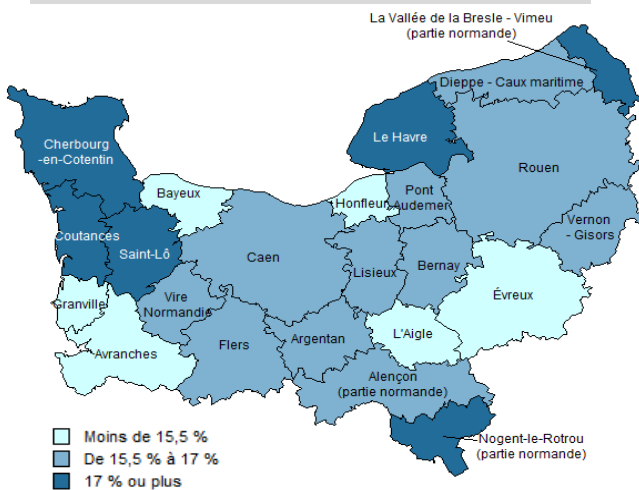 La Vallée de la Bresle - Vimeu
(partie normande)
Dieppe - Caux maritime
Cherbourg
-en-Cotentin
Le Havre
Rouen
Bayeux
Honfleur
Pont
Audemer
Coutances
Saint-Lô
Caen
Lisieux
Bernay
Vernon
- Gisors
Granville
Vire
Normandie
Évreux
Avranches
Flers
Argentan
L'Aigle
Alençon
(partie normande)
Nogent-le-Rotrou
(partie normande)
Moins de 15,5 %
De 15,5 % à 17 %
17 % ou plus